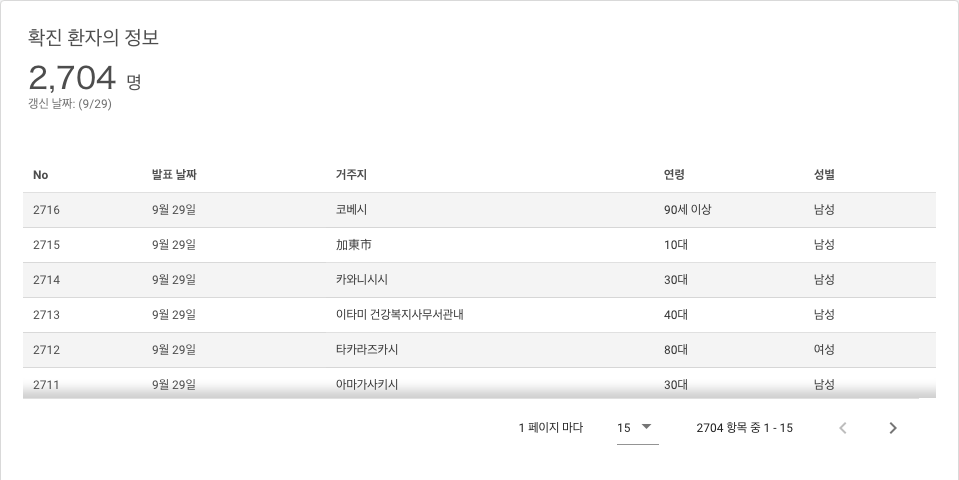 확진 환자의 정보
2,704 명
갱신 날짜: (9/29)
No 발표 날짜 거주지 연령 성별
2716 9월 29일 코베시 90세 이상 남성
2715 9월 29일 加東市 10대 남성
2714 9월 29일 카와니시시 30대 남성
2713 9월 29일 이타미 건강복지사무서관내 40대 남성
2712 9월 29일 타카라즈카시 80대 여성
2711 9월 29일 아마가사키시 30대 남성
1 페이지 마다 15 2704 항목 중 1 - 15